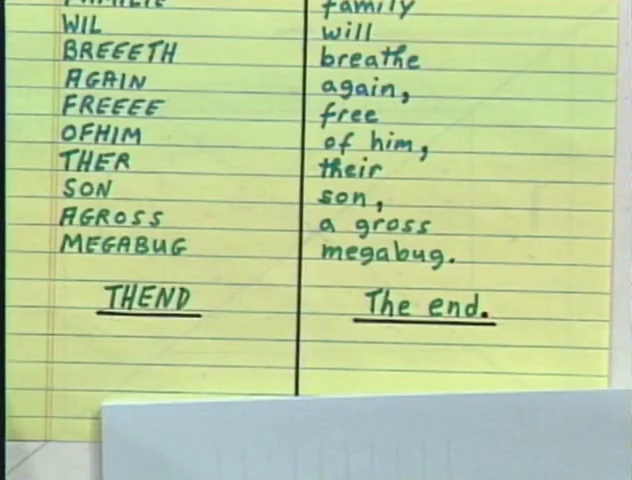 FAMILIE
WIL
BREEETH
AGAIN
FREEEE
OFHIM
THER
SON
AGROSS
MEGABUG
THEND
family
will
breathe
again,
free
of him,
their
son,
a gross
megabug.
The end.